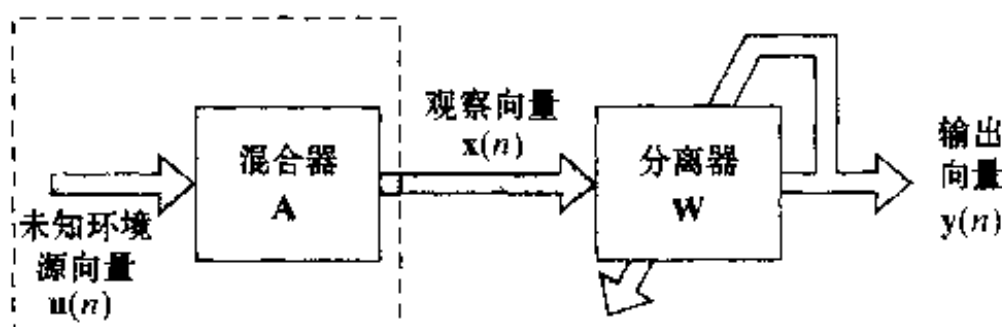 未知环境
源向量
u(n)
混合器
A
观察向量
x(n)
分离器
W
输出
向量
y(n)